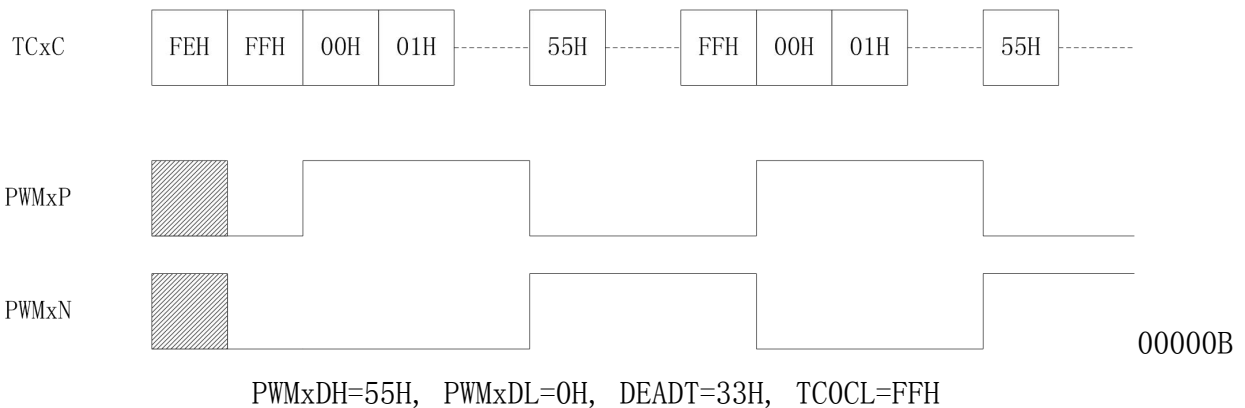 TCxC FEH FFH 00H 01H 55H FFH 00H 01H 55H
PWMxP
PWMxN
00000B
PWMxDH=55H, PWMxDL=0H, DEADT=33H, TC0CL=FFH